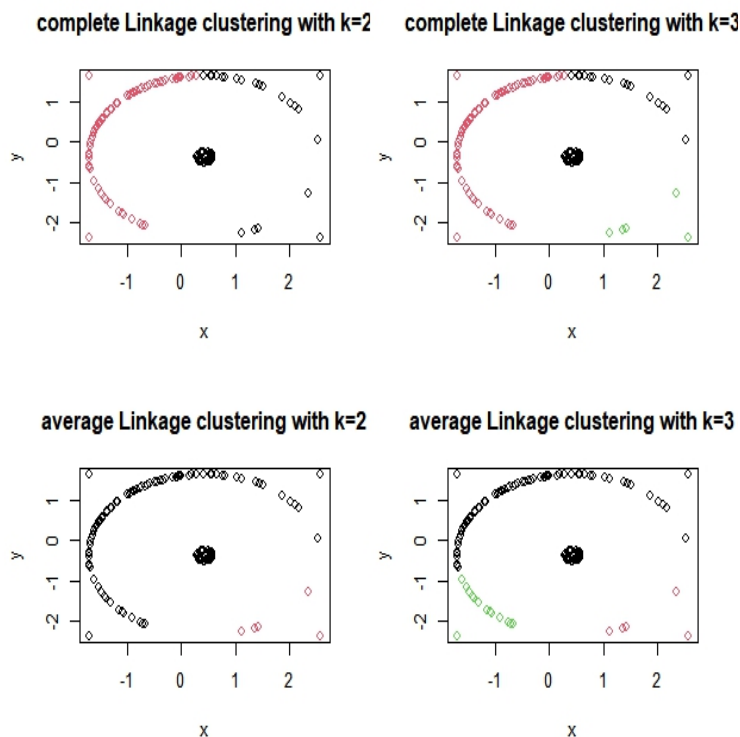 complete Linkage clustering with k=2
complete Linkage clustering with k=3
y
1
0
-1
-2
-1
0
1
2
x
y
1
0
-1
-2
-1
0
1
2
x
average Linkage clustering with k=2
average Linkage clustering with k=3
y
1
0
-1
-2
-1
0
1
2
x
y
1
0
-1
-2
-1
0
1
2
x